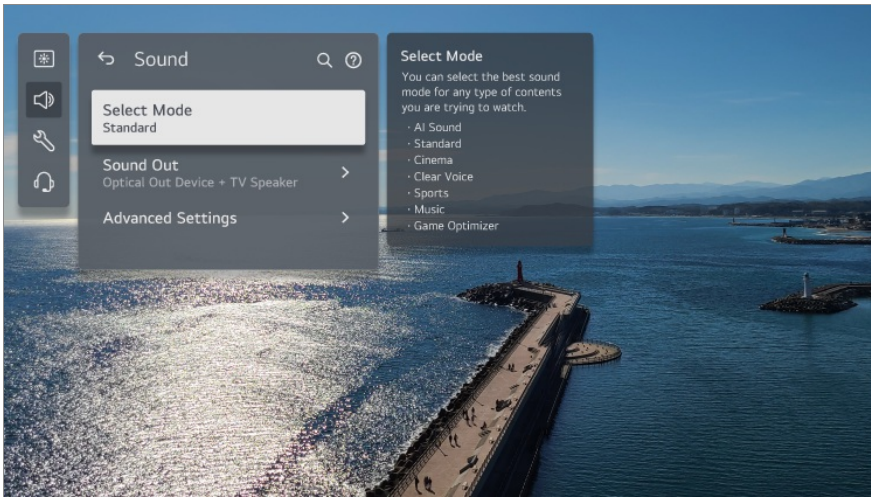 Sound
Select Mode
Standard
Sound Out
Optical Out Device + TV Speaker
Advanced Settings
Select Mode
You can select the best sound
mode for any type of contents
you are trying to watch.
· AI Sound
· Standard
· Cinema
· Clear Voice
· Sports
· Music
· Game Optimizer